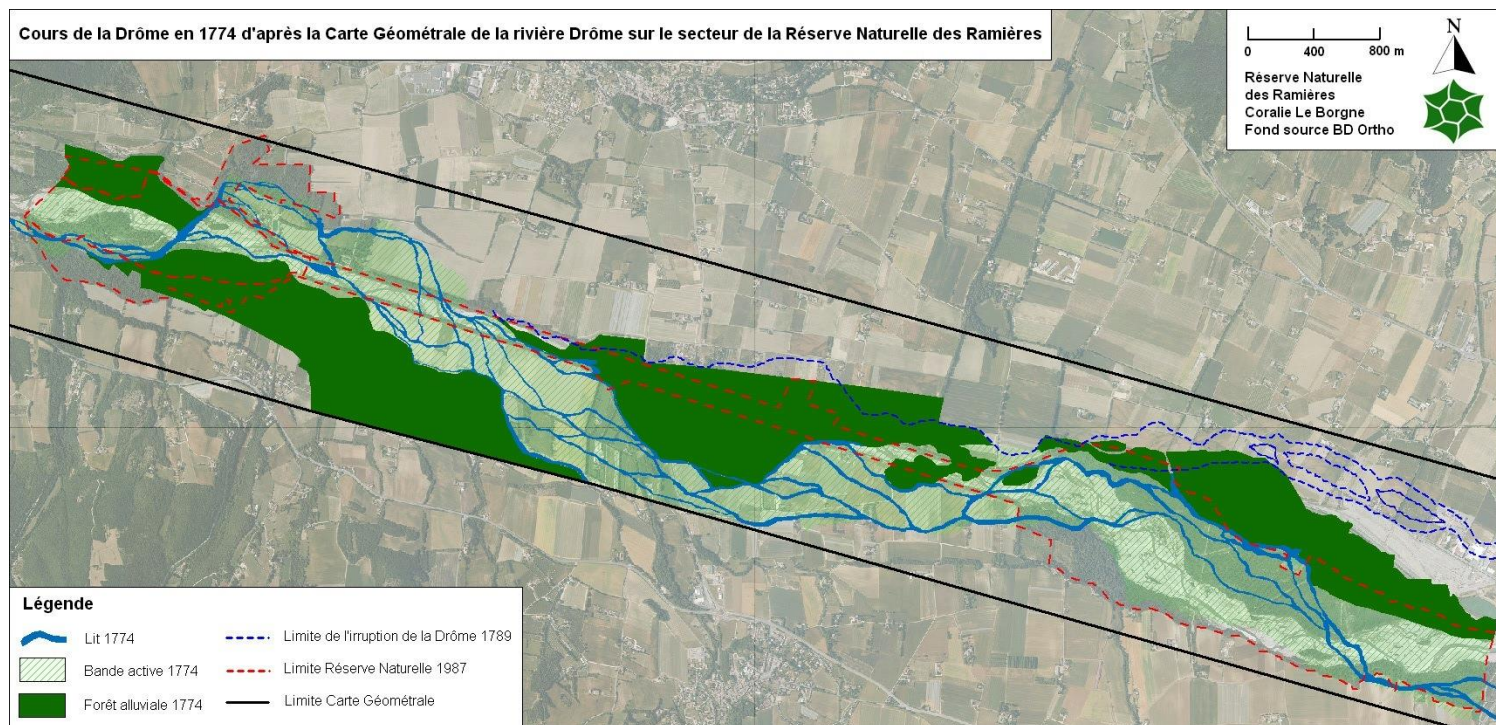 Cours de la Drôme en 1774 d'après la Carte Géométrale de la rivière Drôme sur le secteur de la Réserve Naturelle des Ramières
N
0 400 800 m
Réserve Naturelle
des Ramières
Coralie Le Borgne
Fond source BD Ortho
Légende
Lit 1774
Bande active 1774
Forêt alluviale 1774
Limite de l'irruption de la Drôme 1789
Limite Réserve Naturelle 1987
Limite Carte Géométrale